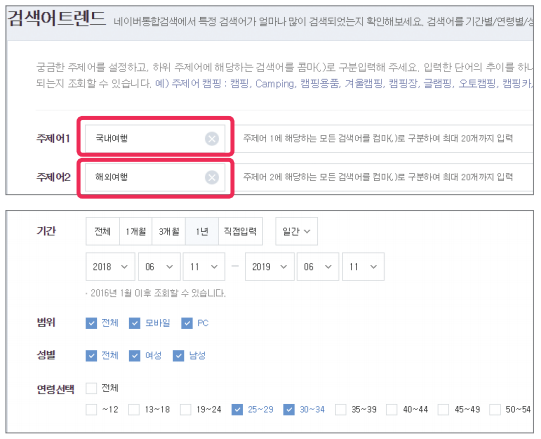 검색어트렌드 네이버통합검색에서 특정 검색어가 얼마나 많이 검색되었는지 확인해보세요. 검색어를 기간별/연령별/
궁금한 주제어를 설정하고, 하위 주제어에 해당하는 검색어를 콤마(,)로 구분입력해 주세요. 입력한 단어의 추이를 하나
되는지 조회할 수 있습니다. 예) 주제어 캠핑 : 캠핑, Camping, 캠핑용품, 겨울캠핑, 캠핑장, 글램핑, 오토캠핑, 캠핑카,
주제어1 국내여행 주제어 1에 해당하는 모든 검색어를 컴마(,)로 구분하여 최대 20개까지 입력
주제어2 해외여행 주제어 2에 해당하는 모든 검색어를 컴마(,)로 구분하여 최대 20개까지 입력
기간 전체 1개월 3개월 1년 직접입력 일간
2018 06 11 - 2019 06 11
· 2016년 1월 이후 조회할 수 있습니다.
범위 전체 모바일 PC
성별 전체 여성 남성
연령선택 전체
~12 13~18 19~24 25~29 30~34 35~39 40~44 45~49 50~54